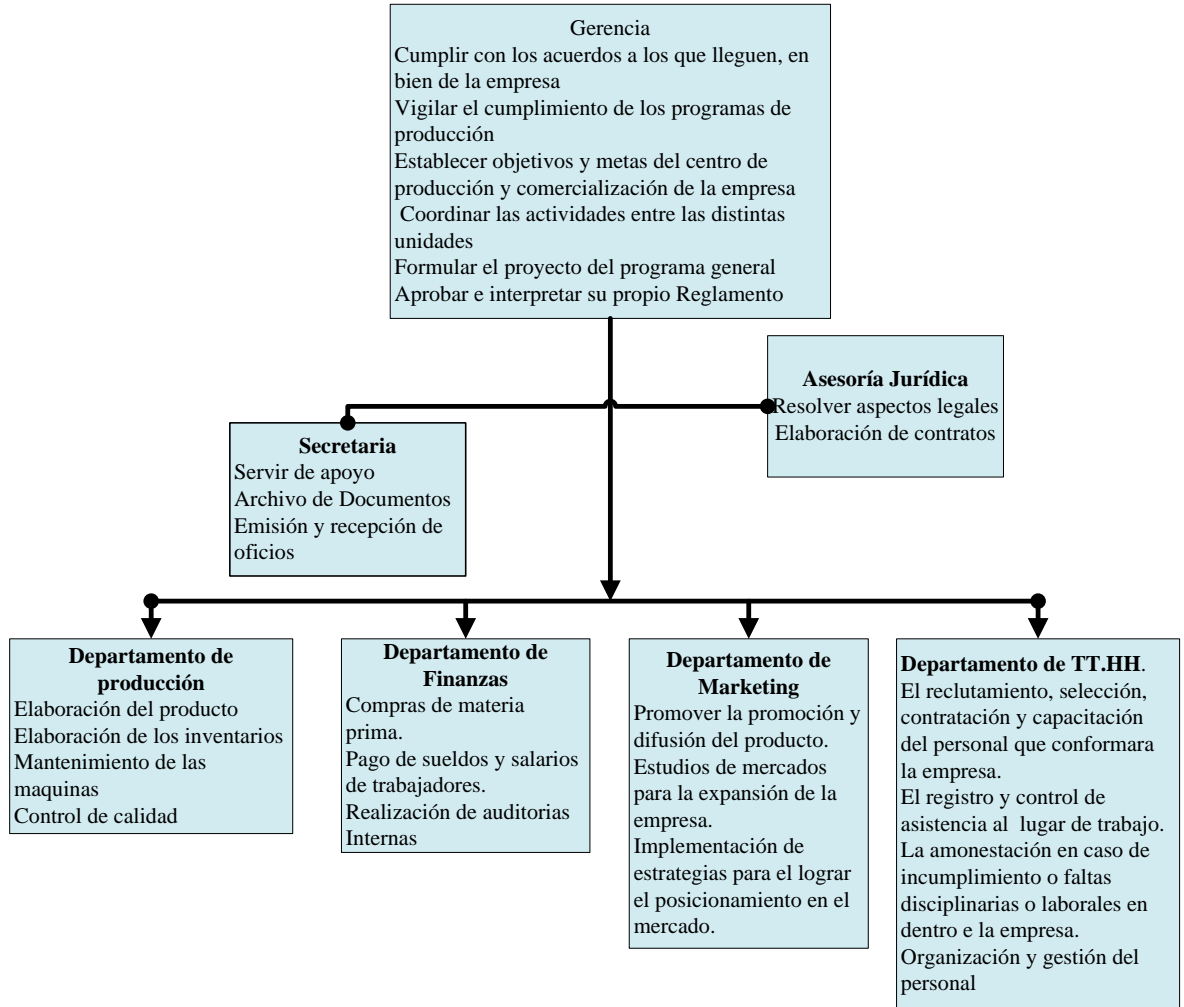 Gerencia
Cumplir con los acuerdos a los que lleguen, en
bien de la empresa
Vigilar el cumplimiento de los programas de
producción
Establecer objetivos y metas del centro de
producción y comercialización de la empresa
Coordinar las actividades entre las distintas
unidades
Formular el proyecto del programa general
Aprobar e interpretar su propio Reglamento
Asesoría Jurídica
Resolver aspectos legales
Elaboración de contratos
Secretaria
Servir de apoyo
Archivo de Documentos
Emisión y recepción de
oficios
Departamento de
producción
Elaboración del producto
Elaboración de los inventarios
Mantenimiento de las
maquinas
Control de calidad
Departamento de
Finanzas
Compras de materia
prima.
Pago de sueldos y salarios
de trabajadores.
Realización de auditorias
Internas
Departamento de
Marketing
Promover la promoción y
difusión del producto.
Estudios de mercados
para la expansión de la
empresa.
Implementación de
estrategias para el lograr
el posicionamiento en el
mercado.
Departamento de TT.HH.
El reclutamiento, selección,
contratación y capacitación
del personal que conformara
la empresa.
El registro y control de
asistencia al lugar de trabajo.
La amonestación en caso de
incumplimiento o faltas
disciplinarias o laborales en
dentro e la empresa.
Organización y gestión del
personal